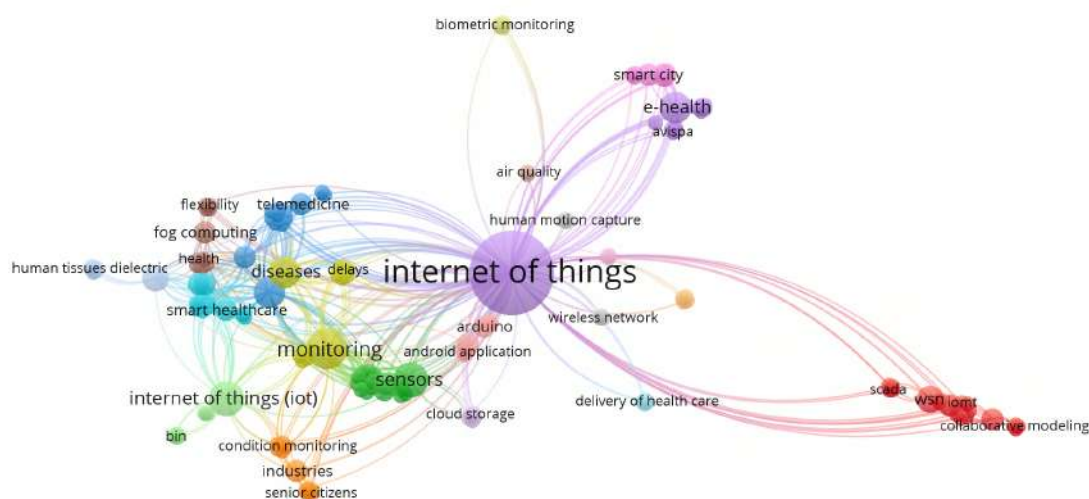 biometric monitoring
smart city
e-health
avispa
air quality
flexibility
telemedicine
human motion capture
fog computing
health
human tissues dielectric
diseases
delays
internet of things
smart healthcare
wireless network
arduino
monitoring
android application
sensors
scada
internet of things (iot)
wsn
iomt
delivery of health care
cloud storage
collaborative modeling
bin
condition monitoring
industries
senior citizens